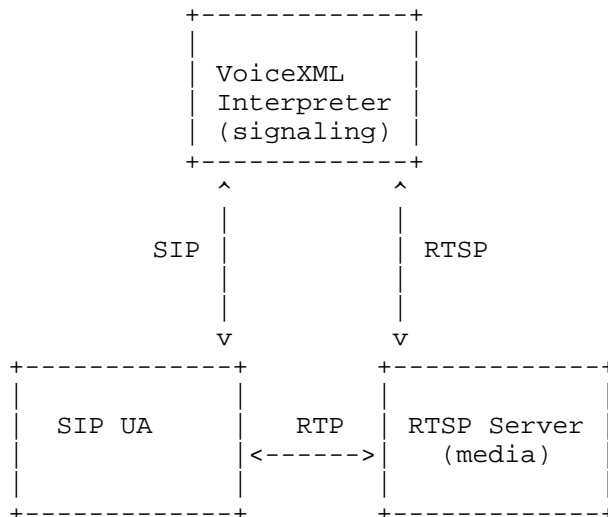 VoiceXML
Interpreter
(signaling)
SIP RTSP
SIP UA RTP RTSP Server
(media)